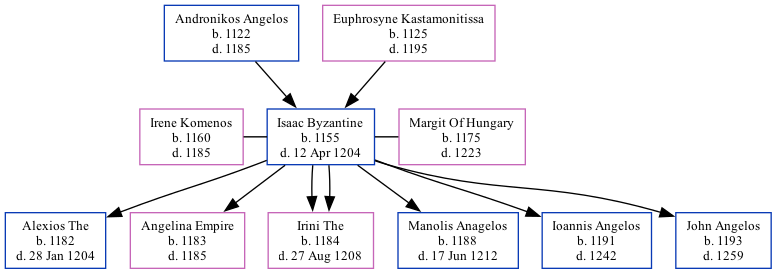 Andronikos Angelos
b. 1122
d. 1185
Euphrosyne Kastamonitissa
b. 1125
d. 1195
Irene Komenos
b. 1160
d. 1185
Isaac Byzantine
b. 1155
d. 12 Apr 1204
Margit Of Hungary
b. 1175
d. 1223
Alexios The
b. 1182
d. 28 Jan 1204
Angelina Empire
b. 1183
d. 1185
Irini The
b. 1184
d. 27 Aug 1208
Manolis Anagelos
b. 1188
d. 17 Jun 1212
Ioannis Angelos
b. 1191
d. 1242
John Angelos
b. 1193
d. 1259